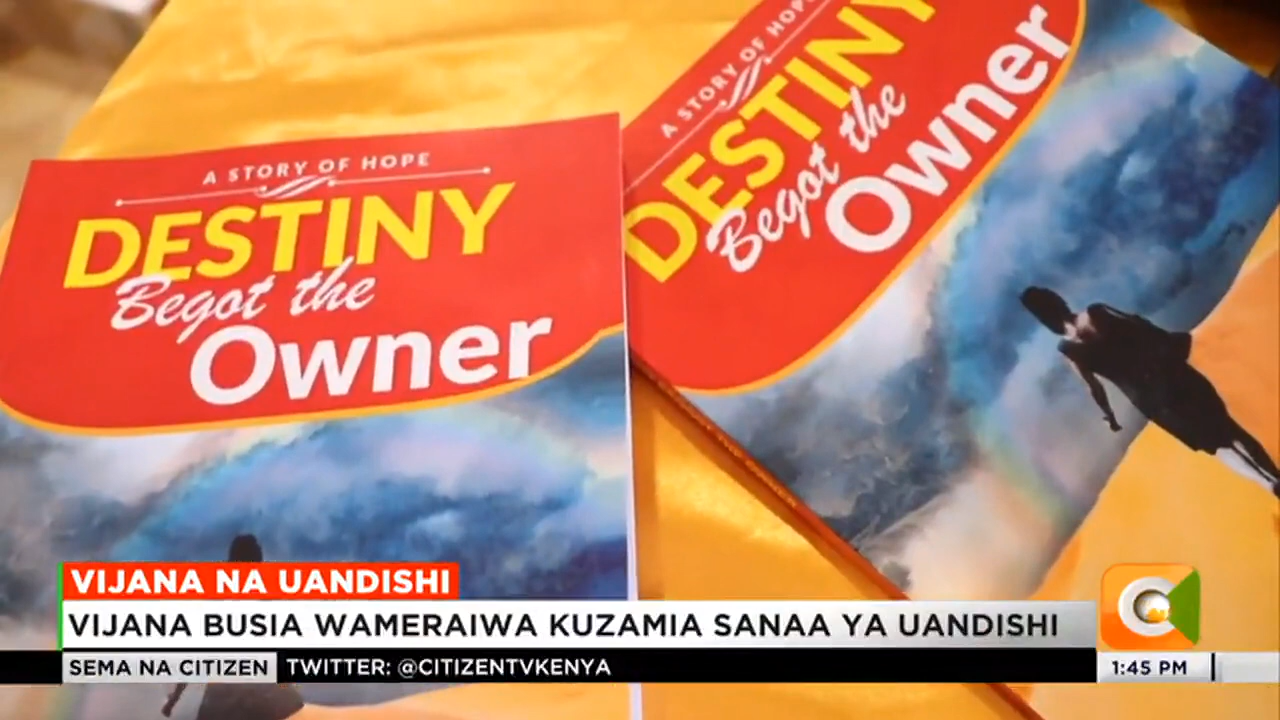 A STORY OF HOPE
DESTINY
Begot the
Owner
A STORY OF HOPE
DESTINY
Begot the
Owner
VIJANA NA UANDISHI
VIJANA BUSIA WAMERAIWA KUZAMIA SANAA YA UANDISHI
SEMA NA CITIZEN
TWITTER: @CITIZENTVKENYA
1:45 PM